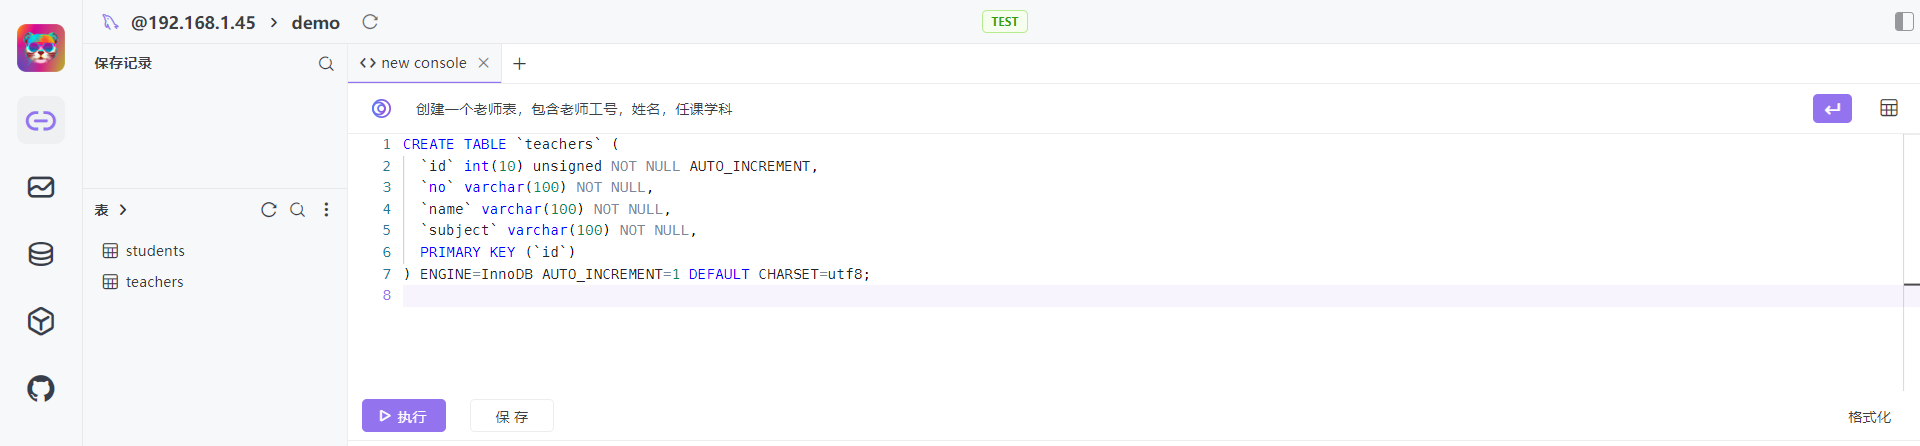 @192.168.1.45 > demo
TEST
保存记录
new console
创建一个老师表，包含老师工号，姓名，任课学科
1 CREATE TABLE `teachers` (
2 `id` int(10) unsigned NOT NULL AUTO_INCREMENT,
3 `no` varchar(100) NOT NULL,
4 `name` varchar(100) NOT NULL,
5 `subject` varchar(100) NOT NULL,
6 PRIMARY KEY (`id`)
7 ) ENGINE=InnoDB AUTO_INCREMENT=1 DEFAULT CHARSET=utf8;
8
表
students
teachers
执行
保 存
格式化